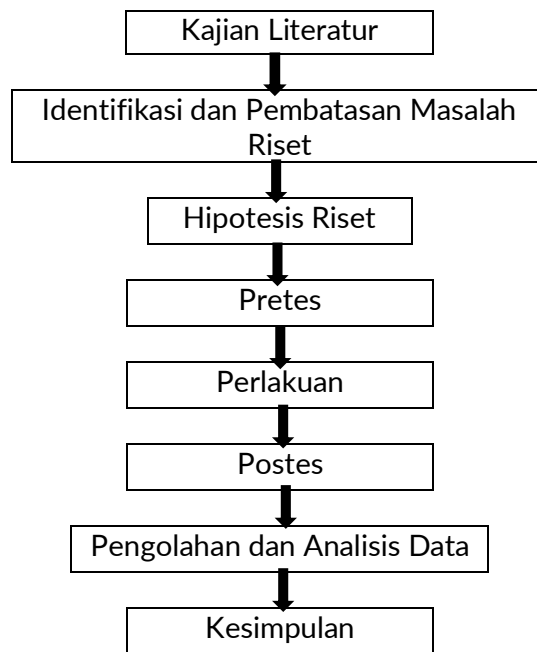 Kajian Literatur
Identifikasi dan Pembatasan Masalah
Riset
Hipotesis Riset
Pretes
Perlakuan
Postes
Pengolahan dan Analisis Data
Kesimpulan